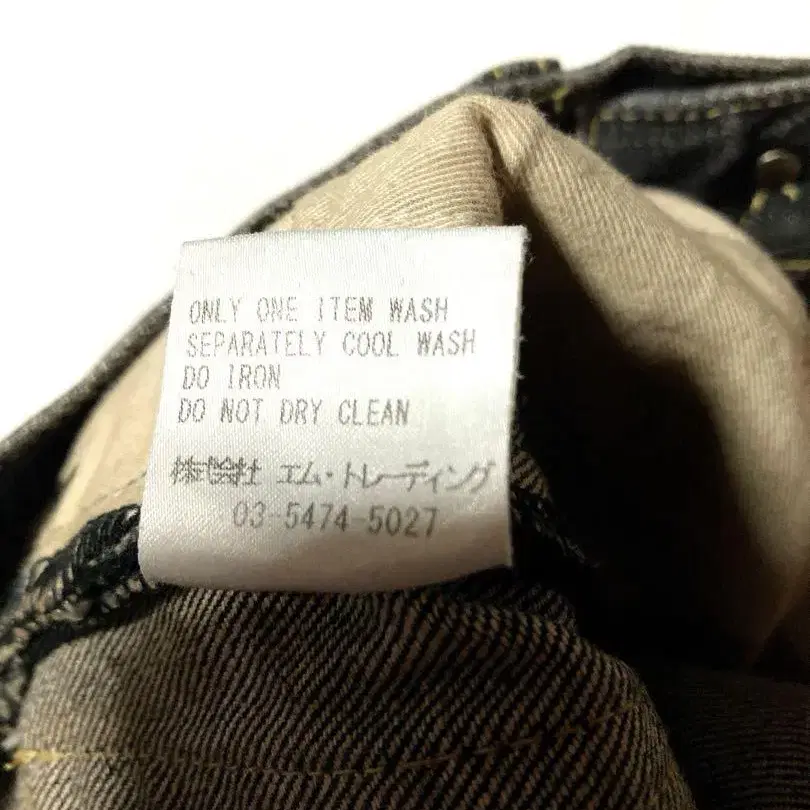 ONLY ONE ITEM WASH
SEPARATELY COOL WASH
DO IRON
DO NOT DRY CLEAN
株式会社 エム・トレーディング
03-5474-5027